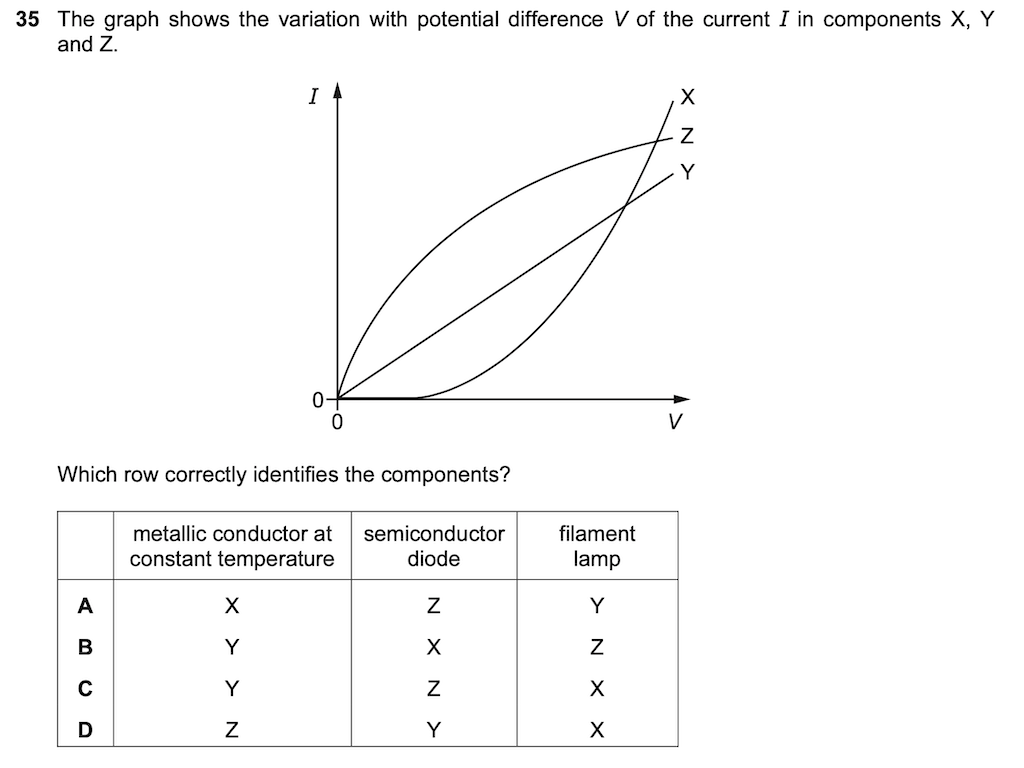 35 The graph shows the variation with potential difference V of the current I in components X, Y
and Z.
I
X
Z
Y
0
0
V
Which row correctly identifies the components?
metallic conductor at constant temperature semiconductor diode filament lamp
A X Z Y
B Y X Z
C Y Z X
D Z Y X